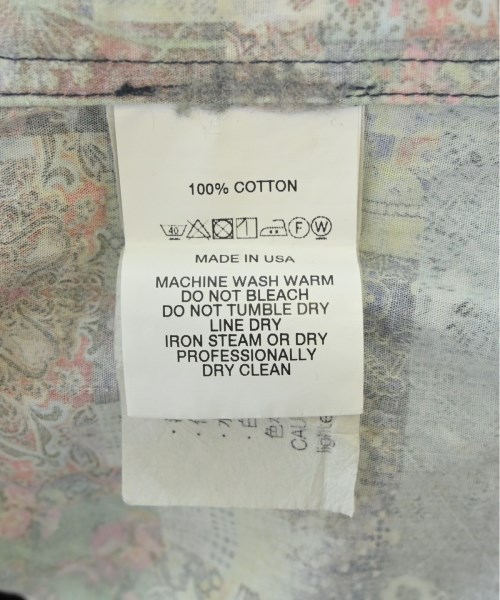 100% COTTON
40 F W
MADE IN USA
MACHINE WASH WARM
DO NOT BLEACH
DO NOT TUMBLE DRY
LINE DRY
IRON STEAM OR DRY
PROFESSIONALLY
DRY CLEAN